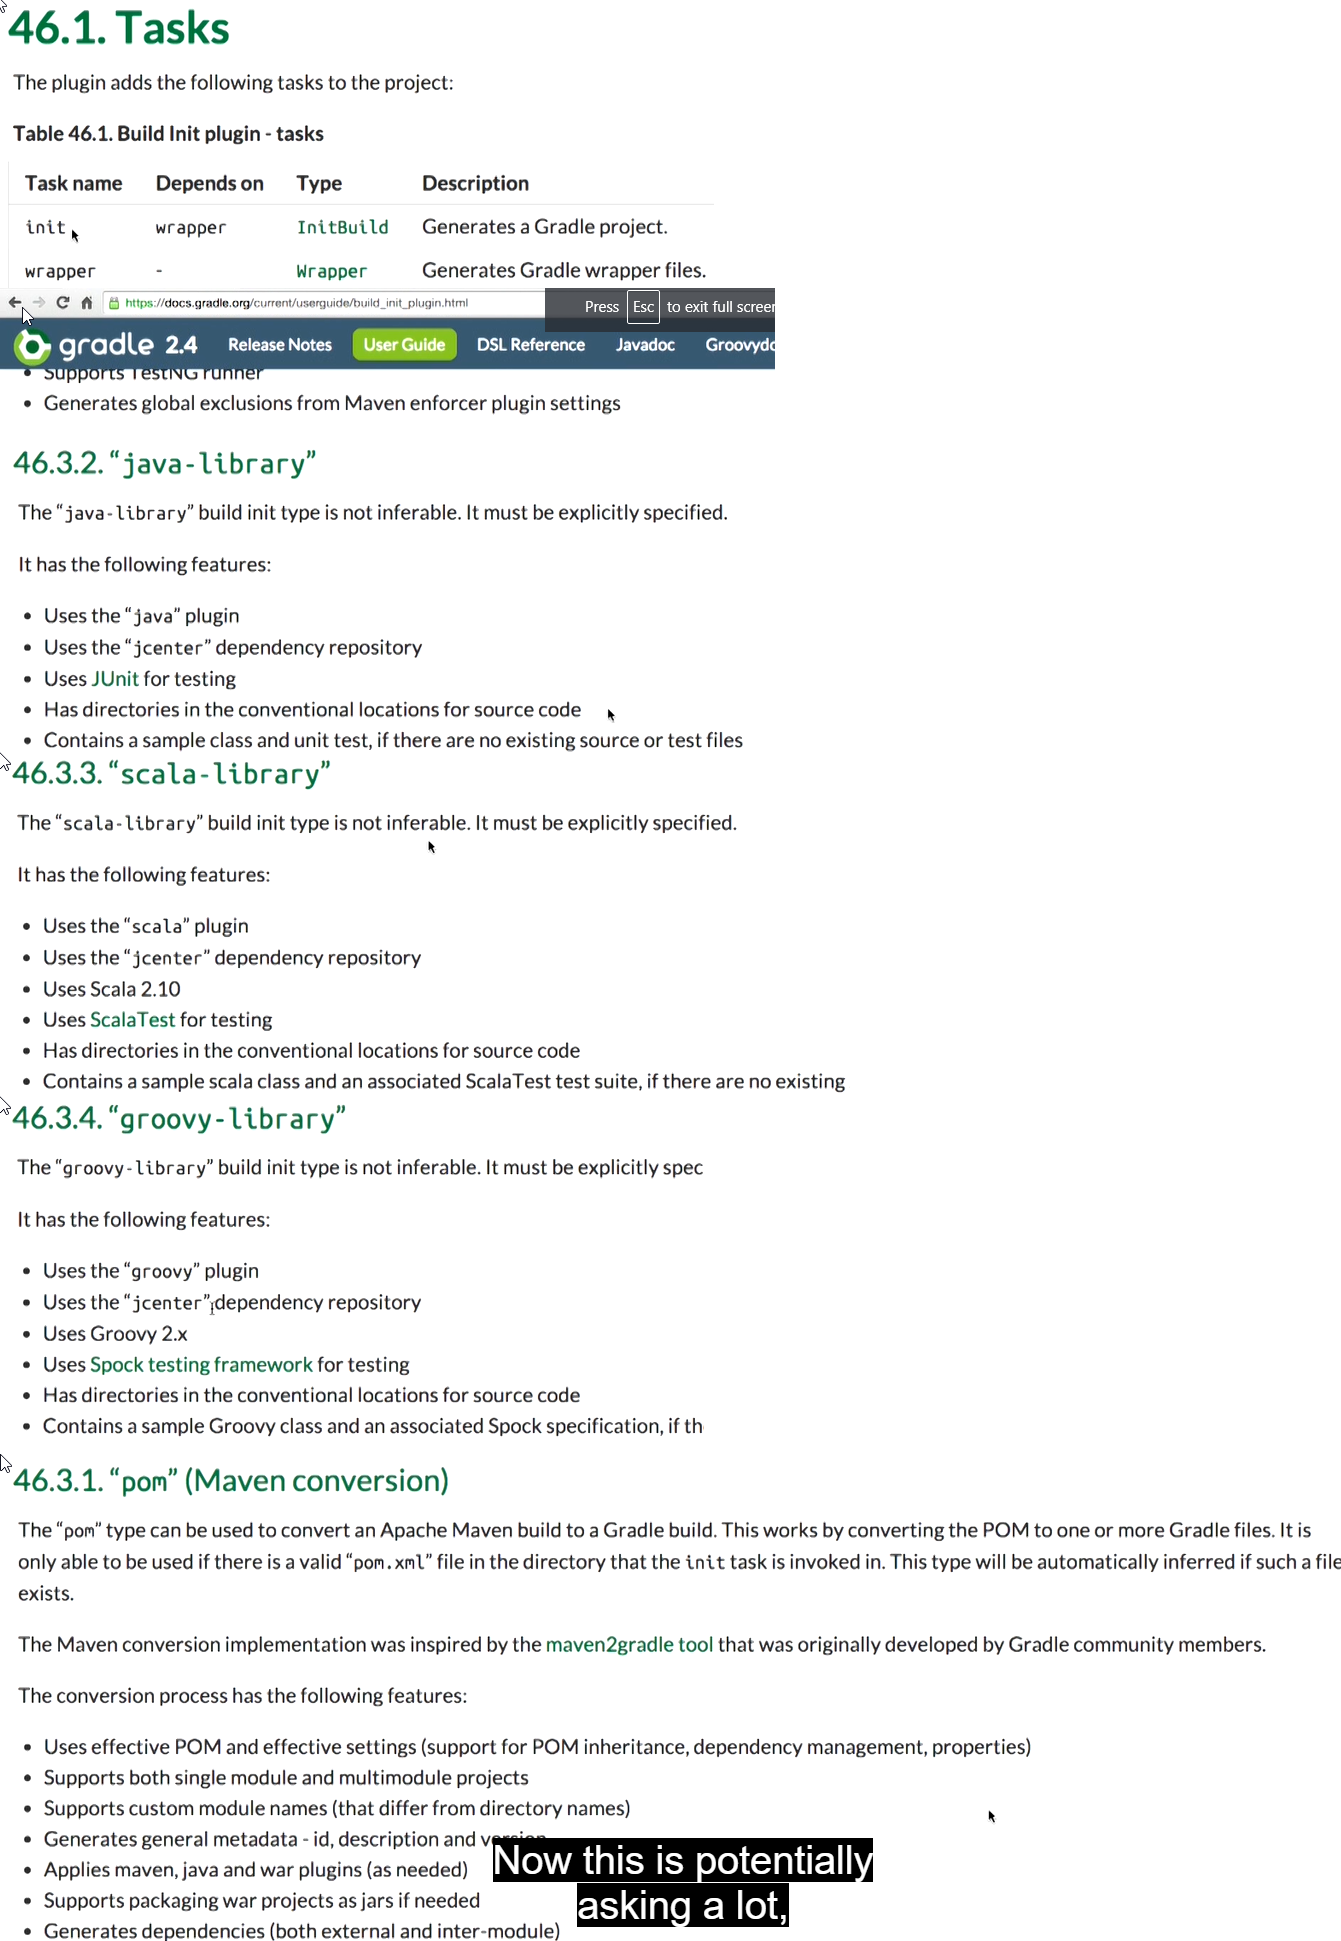 46.1. Tasks
The plugin adds the following tasks to the project:
Table 46.1. Build Init plugin - tasks
Task name Depends on Type Description
init wrapper InitBuild Generates a Gradle project.
wrapper - Wrapper Generates Gradle wrapper files.
https://docs.gradle.org/current/userguide/build_init_plugin.html
Press Esc to exit full screen
gradle 2.4 Release Notes User Guide DSL Reference Javadoc Groovydo
• Supports TestNG runner
• Generates global exclusions from Maven enforcer plugin settings
46.3.2. “java-library”
The “java-library” build init type is not inferable. It must be explicitly specified.
It has the following features:
• Uses the “java” plugin
• Uses the “jcenter” dependency repository
• Uses JUnit for testing
• Has directories in the conventional locations for source code
• Contains a sample class and unit test, if there are no existing source or test files
46.3.3. “scala-library”
The “scala-library” build init type is not inferable. It must be explicitly specified.
It has the following features:
• Uses the “scala” plugin
• Uses the “jcenter” dependency repository
• Uses Scala 2.10
• Uses ScalaTest for testing
• Has directories in the conventional locations for source code
• Contains a sample scala class and an associated ScalaTest test suite, if there are no existing
46.3.4. “groovy-library”
The “groovy-library” build init type is not inferable. It must be explicitly spec
It has the following features:
• Uses the “groovy” plugin
• Uses the “jcenter” dependency repository
• Uses Groovy 2.x
• Uses Spock testing framework for testing
• Has directories in the conventional locations for source code
• Contains a sample Groovy class and an associated Spock specification, if th
46.3.1. “pom” (Maven conversion)
The “pom” type can be used to convert an Apache Maven build to a Gradle build. This works by converting the POM to one or more Gradle files. It is
only able to be used if there is a valid “pom.xml” file in the directory that the init task is invoked in. This type will be automatically inferred if such a file
exists.
The Maven conversion implementation was inspired by the maven2gradle tool that was originally developed by Gradle community members.
The conversion process has the following features:
• Uses effective POM and effective settings (support for POM inheritance, dependency management, properties)
• Supports both single module and multimodule projects
• Supports custom module names (that differ from directory names)
• Generates general metadata - id, description and version
• Applies maven, java and war plugins (as needed)
• Supports packaging war projects as jars if needed
• Generates dependencies (both external and inter-module)
Now this is potentially
asking a lot,